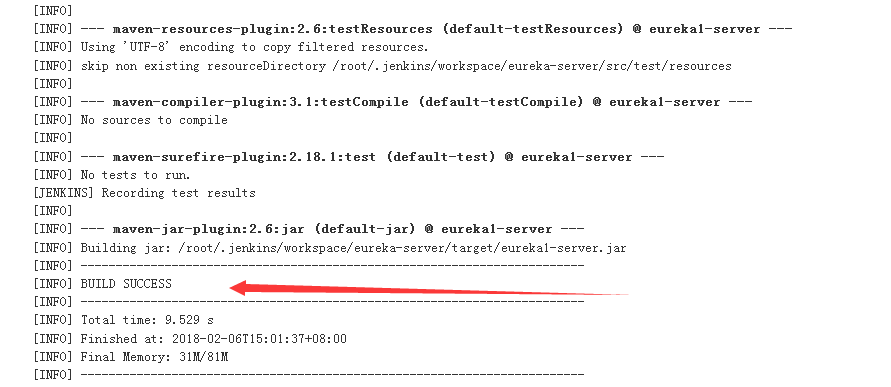 [INFO]
[INFO] --- maven-resources-plugin:2.6:testResources (default-testResources) @ eureka1-server ---
[INFO] Using 'UTF-8' encoding to copy filtered resources.
[INFO] skip non existing resourceDirectory /root/.jenkins/workspace/eureka-server/src/test/resources
[INFO]
[INFO] --- maven-compiler-plugin:3.1:testCompile (default-testCompile) @ eureka1-server ---
[INFO] No sources to compile
[INFO]
[INFO] --- maven-surefire-plugin:2.18.1:test (default-test) @ eureka1-server ---
[INFO] No tests to run.
[JENKINS] Recording test results
[INFO]
[INFO] --- maven-jar-plugin:2.6:jar (default-jar) @ eureka1-server ---
[INFO] Building jar: /root/.jenkins/workspace/eureka-server/target/eureka1-server.jar
[INFO] ------------------------------------------------------------------------
[INFO] BUILD SUCCESS
[INFO] ------------------------------------------------------------------------
[INFO] Total time: 9.529 s
[INFO] Finished at: 2018-02-06T15:01:37+08:00
[INFO] Final Memory: 31M/81M
[INFO] ------------------------------------------------------------------------